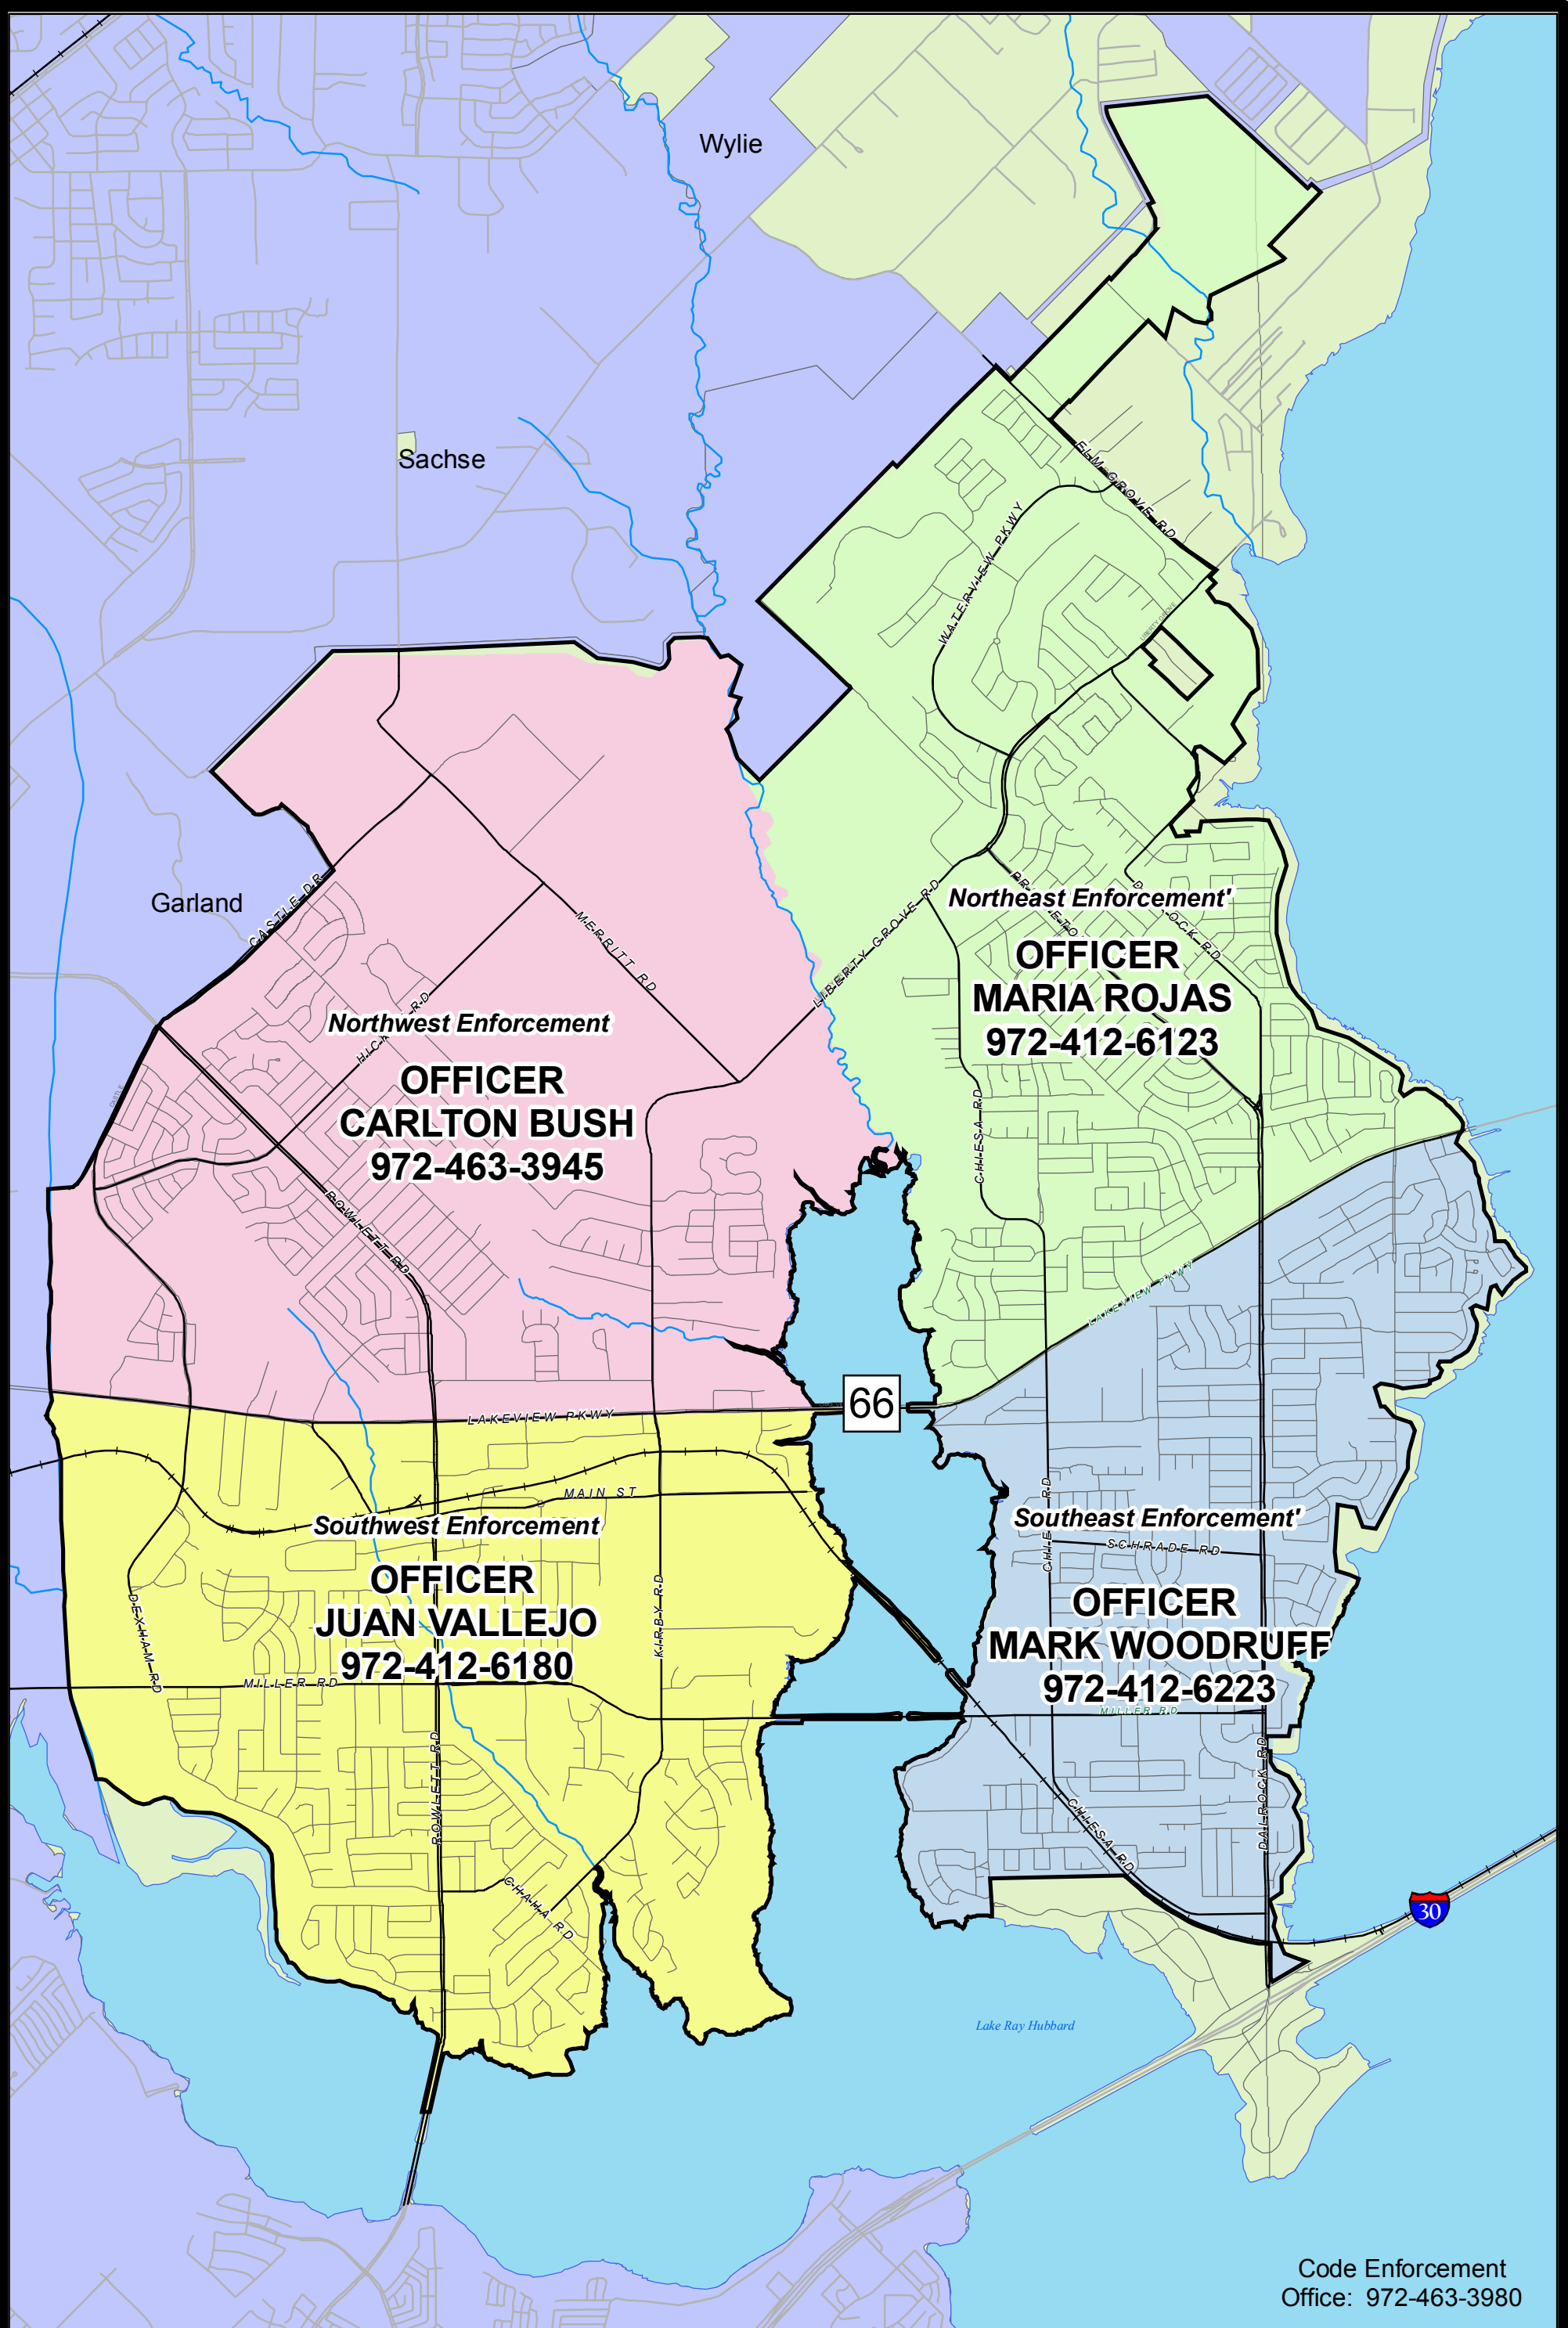 Wylie
Sachse
Garland
ELM GROVE RD
WATERVIEW PKWY
LIBERTY GROVE
CASTLE DR
MERRITT RD
LIBERTY GROVE RD
Northeast Enforcement'
OFFICER
MARIA ROJAS
972-412-6123
Northwest Enforcement
OFFICER
CARLTON BUSH
972-463-3945
CHIESA RD
ROWLETT RD
LAKEVIEW PKWY
66
LAKEVIEW PKWY
MAIN ST
Southwest Enforcement
OFFICER
JUAN VALLEJO
972-412-6180
DEXHAM RD
KIRBY RD
MILLER RD
Southeast Enforcement'
SCHRADE RD
OFFICER
MARK WOODRUFF
972-412-6223
MILLER RD
ROWLETT RD
DALROCK RD
CHIESA RD
CHAHA RD
30
Lake Ray Hubbard
Code Enforcement
Office: 972-463-3980